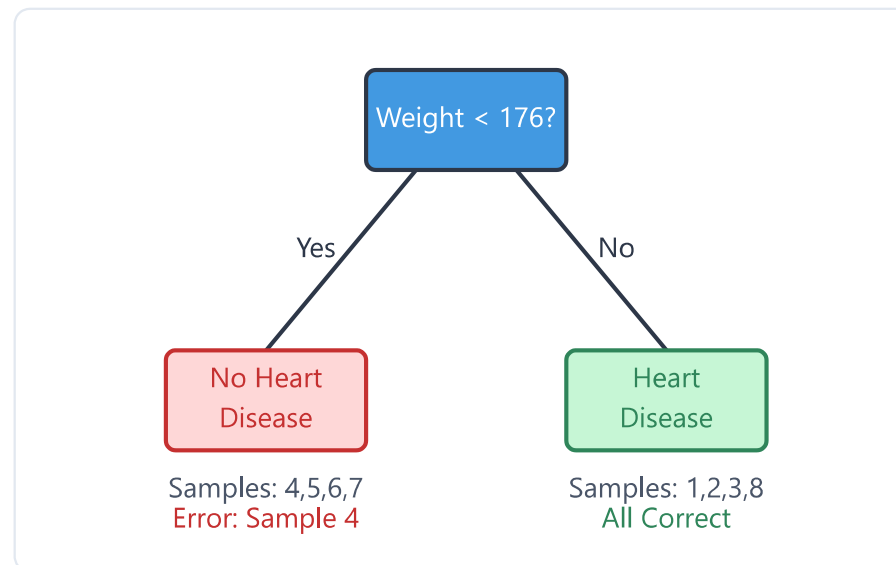 Weight < 176?
Yes
No
No Heart
Disease
Heart
Disease
Samples: 4,5,6,7
Error: Sample 4
Samples: 1,2,3,8
All Correct